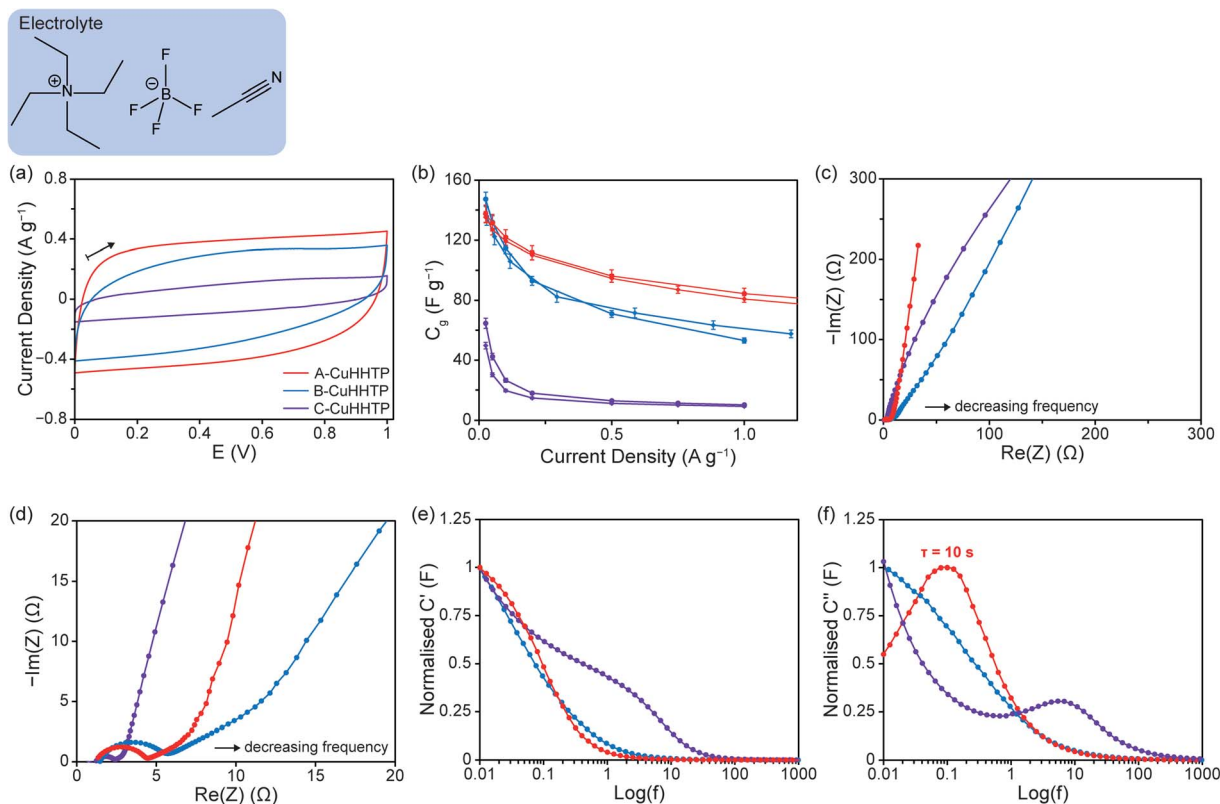 Electrolyte
N
⊕
F
⊖
B
F
F
F
N
(a)
0.8
0.4
0
−0.4
−0.8
Current Density (A g⁻¹)
A-CuHHTP
B-CuHHTP
C-CuHHTP
0 0.2 0.4 0.6 0.8 1
E (V)
(b)
160
120
80
40
0
C_g (F g⁻¹)
0.0 0.5 1.0
Current Density (A g⁻¹)
(c)
300
200
100
0
−Im(Z) (Ω)
decreasing frequency
0 100 200 300
Re(Z) (Ω)
(d)
20
15
10
5
0
−Im(Z) (Ω)
decreasing frequency
0 5 10 15 20
Re(Z) (Ω)
(e)
1.25
1
0.75
0.5
0.25
0
Normalised C' (F)
0.01 0.1 1 10 100 1000
Log(f)
(f)
1.25
1
0.75
0.5
0.25
0
Normalised C'' (F)
τ = 10 s
0.01 0.1 1 10 100 1000
Log(f)